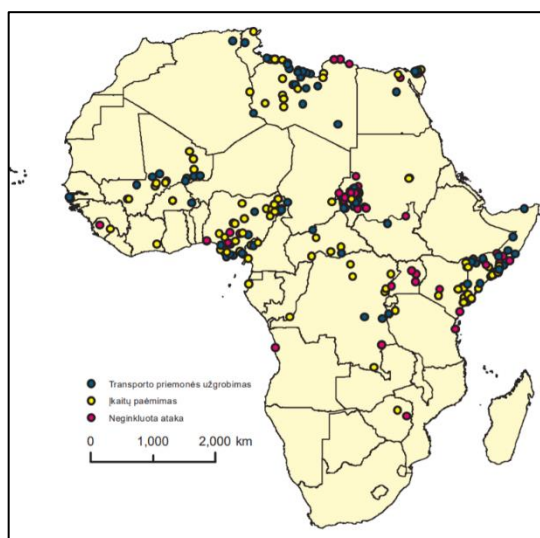 Transporto priemonės užgrobimas
Įkaitų paėmimas
Neginkluota ataka
0 1,000 2,000 km